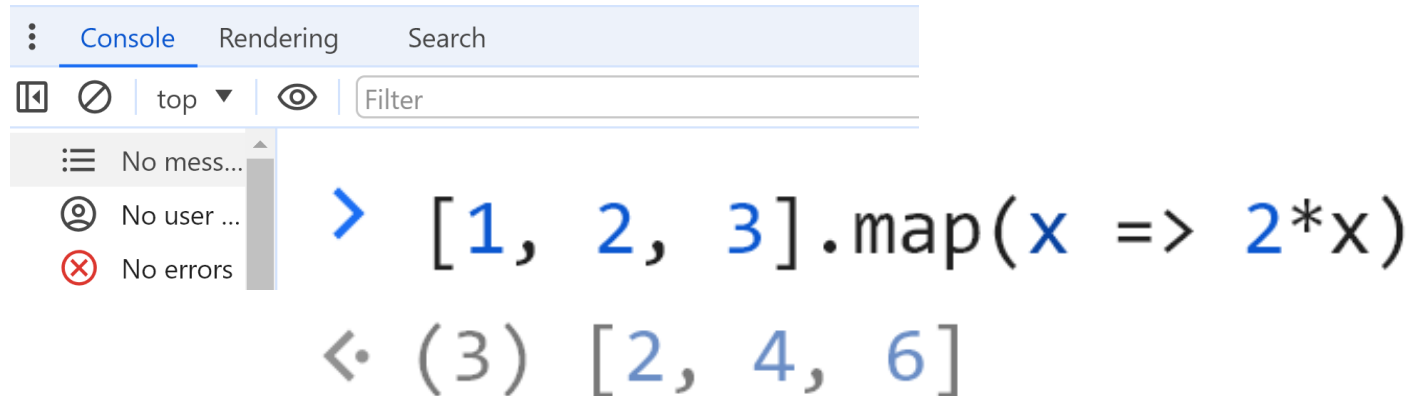 Console Rendering Search
top Filter
No mess...
No user ...
No errors
[1, 2, 3].map(x => 2*x)
(3) [2, 4, 6]